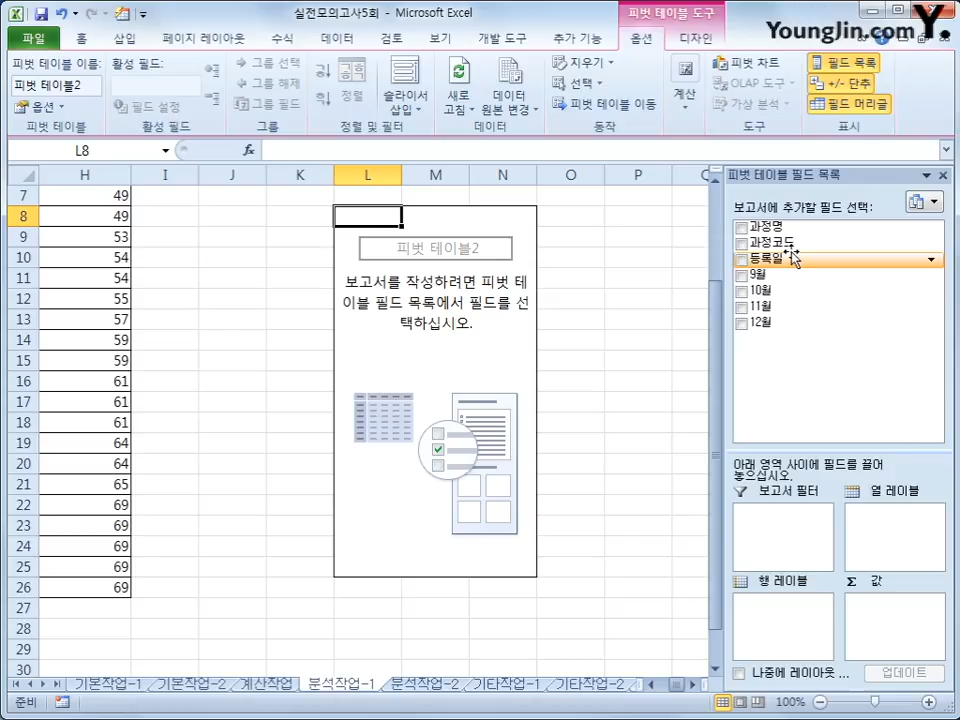 실전모의고사5회 - Microsoft Excel
피벗 테이블 도구
Younglin.com Y.
파일 홈 삽입 페이지 레이아웃 수식 데이터 검토 보기 개발 도구 추가 기능 옵션 디자인
피벗 테이블 이름:
피벗 테이블2
옵션
피벗 테이블
활성 필드:
필드 설정
활성 필드
그룹 선택
그룹 해제
그룹 필드
그룹
정렬
슬라이서
삽입
정렬 및 필터
새로
고침
데이터
원본 변경
데이터
지우기
선택
피벗 테이블 이동
동작
계산
피벗 차트
OLAP 도구
가상 분석
도구
필드 목록
+/- 단추
필드 머리글
표시
L8
fx
H I J K L M N O P
7 49
8 49
9 53
10 54
11 54
12 55
13 57
14 59
15 59
16 61
17 61
18 61
19 64
20 64
21 65
22 69
23 69
24 69
25 69
26 69
27
28
29
30
피벗 테이블2
보고서를 작성하려면 피벗 테
이블 필드 목록에서 필드를 선
택하십시오.
피벗 테이블 필드 목록
보고서에 추가할 필드 선택:
과정명
과정코드
등록일
9월
10월
11월
12월
아래 영역 사이에 필드를 끌어
놓으십시오.
보고서 필터
열 레이블
행 레이블
Σ 값
나중에 레이아웃 ...
업데이트
기본작업-1 기본작업-2 계산작업 분석작업-1 분석작업-2 기타작업-1 기타작업-2
준비
100%